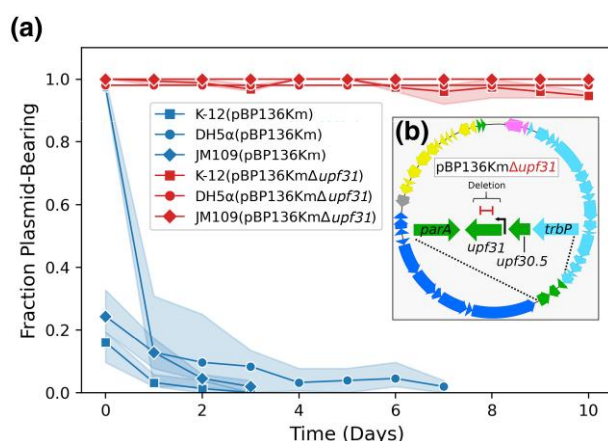 (a)
1.0
0.8
0.6
0.4
0.2
0.0
Fraction Plasmid-Bearing
K-12(pBP136Km)
DH5α(pBP136Km)
JM109(pBP136Km)
K-12(pBP136KmΔupf31)
DH5α(pBP136KmΔupf31)
JM109(pBP136KmΔupf31)
(b)
pBP136KmΔupf31
Deletion
parA
upf31
upf30.5
trbP
0 2 4 6 8 10
Time (Days)